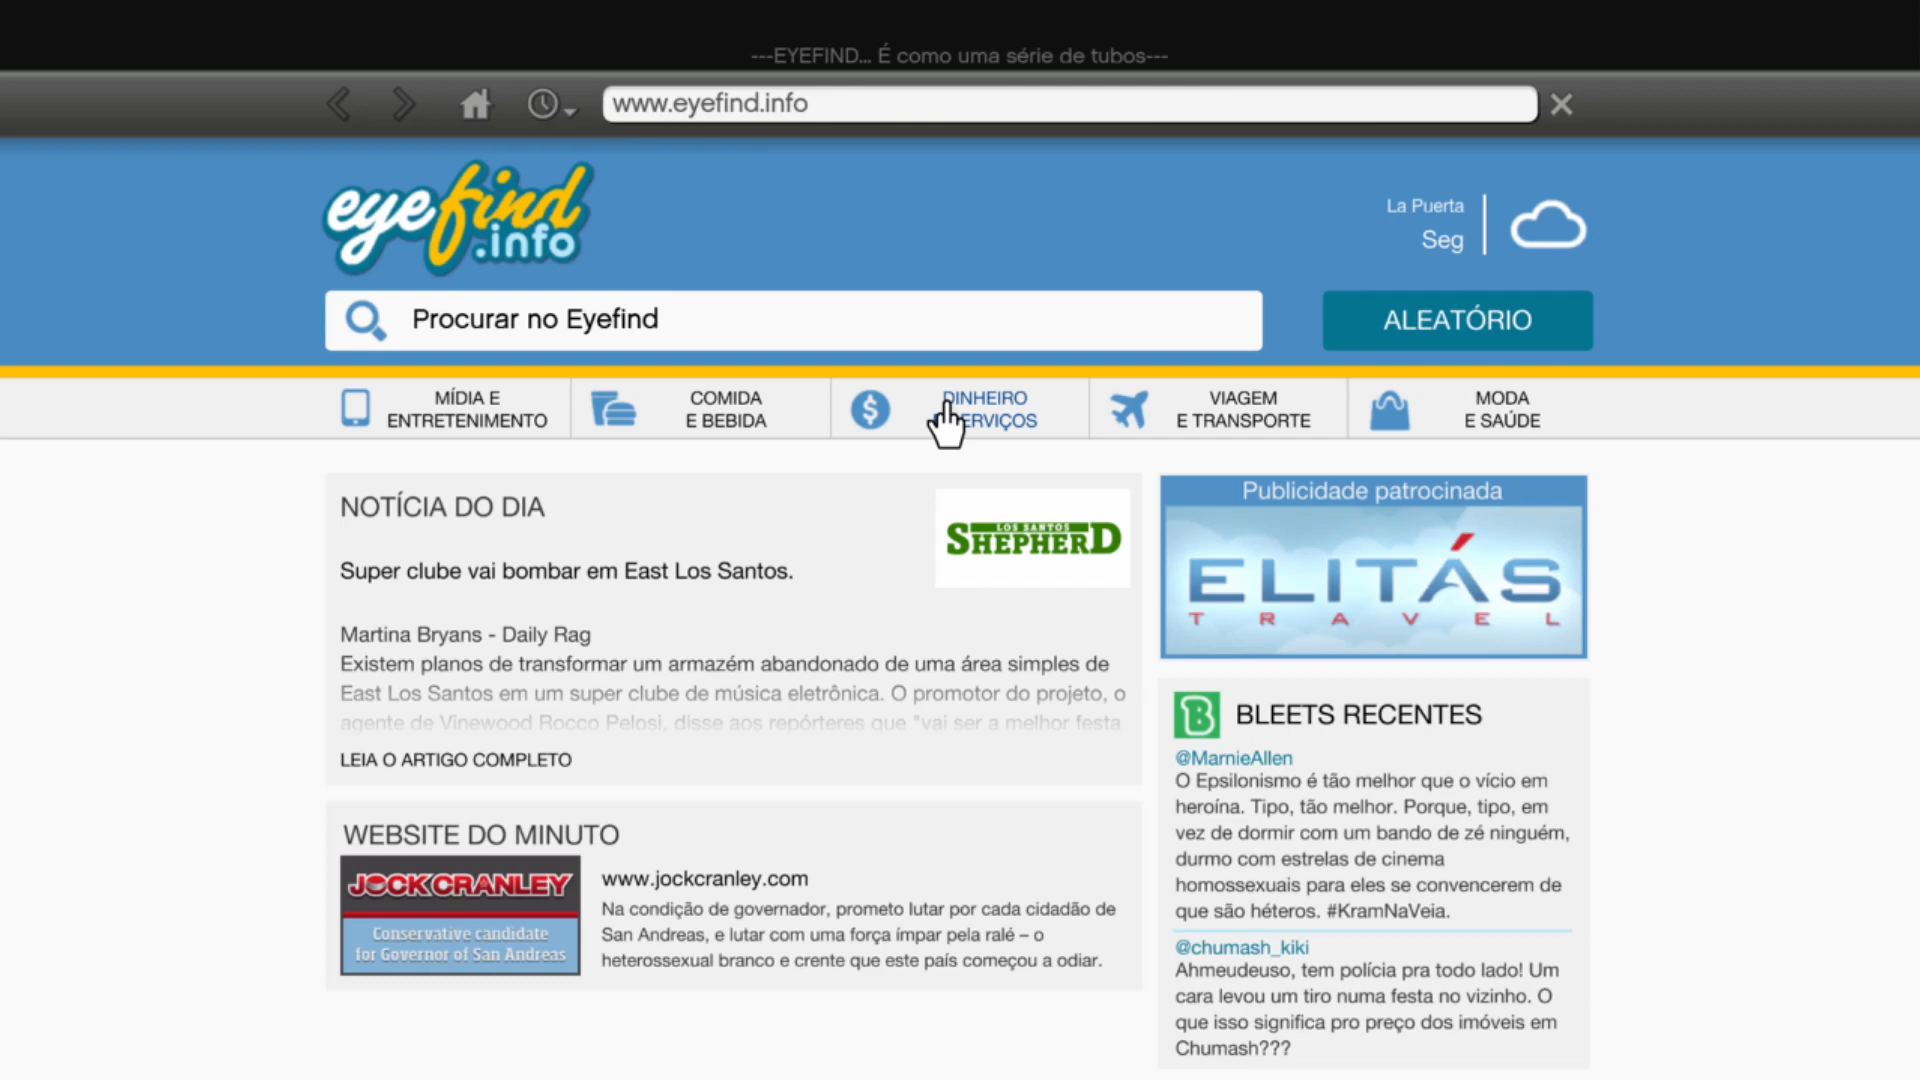 ---EYEFIND... É como uma série de tubos---
www.eyefind.info
eyefind
.info
La Puerta
Seg
Procurar no Eyefind
ALEATÓRIO
MÍDIA E
ENTRETENIMENTO
COMIDA
E BEBIDA
DINHEIRO
ERVIÇOS
VIAGEM
E TRANSPORTE
MODA
E SAÚDE
NOTÍCIA DO DIA
LOS SANTOS
SHEPHERD
Super clube vai bombar em East Los Santos.
Martina Bryans - Daily Rag
Existem planos de transformar um armazém abandonado de uma área simples de
East Los Santos em um super clube de música eletrônica. O promotor do projeto, o
agente de Vinewood Rocco Pelosi, disse aos repórteres que "vai ser a melhor festa
LEIA O ARTIGO COMPLETO
WEBSITE DO MINUTO
JOCK CRANLEY
Conservative candidate
for Governor of San Andreas
www.jockcranley.com
Na condição de governador, prometo lutar por cada cidadão de
San Andreas, e lutar com uma força ímpar pela ralé – o
heterossexual branco e crente que este país começou a odiar.
Publicidade patrocinada
ELITÁS
TRAVEL
B
BLEETS RECENTES
@MarnieAllen
O Epsilonismo é tão melhor que o vício em
heroína. Tipo, tão melhor. Porque, tipo, em
vez de dormir com um bando de zé ninguém,
durmo com estrelas de cinema
homossexuais para eles se convencerem de
que são héteros. #KramNaVeia.
@chumash_kiki
Ahmeudeuso, tem polícia pra todo lado! Um
cara levou um tiro numa festa no vizinho. O
que isso significa pro preço dos imóveis em
Chumash???